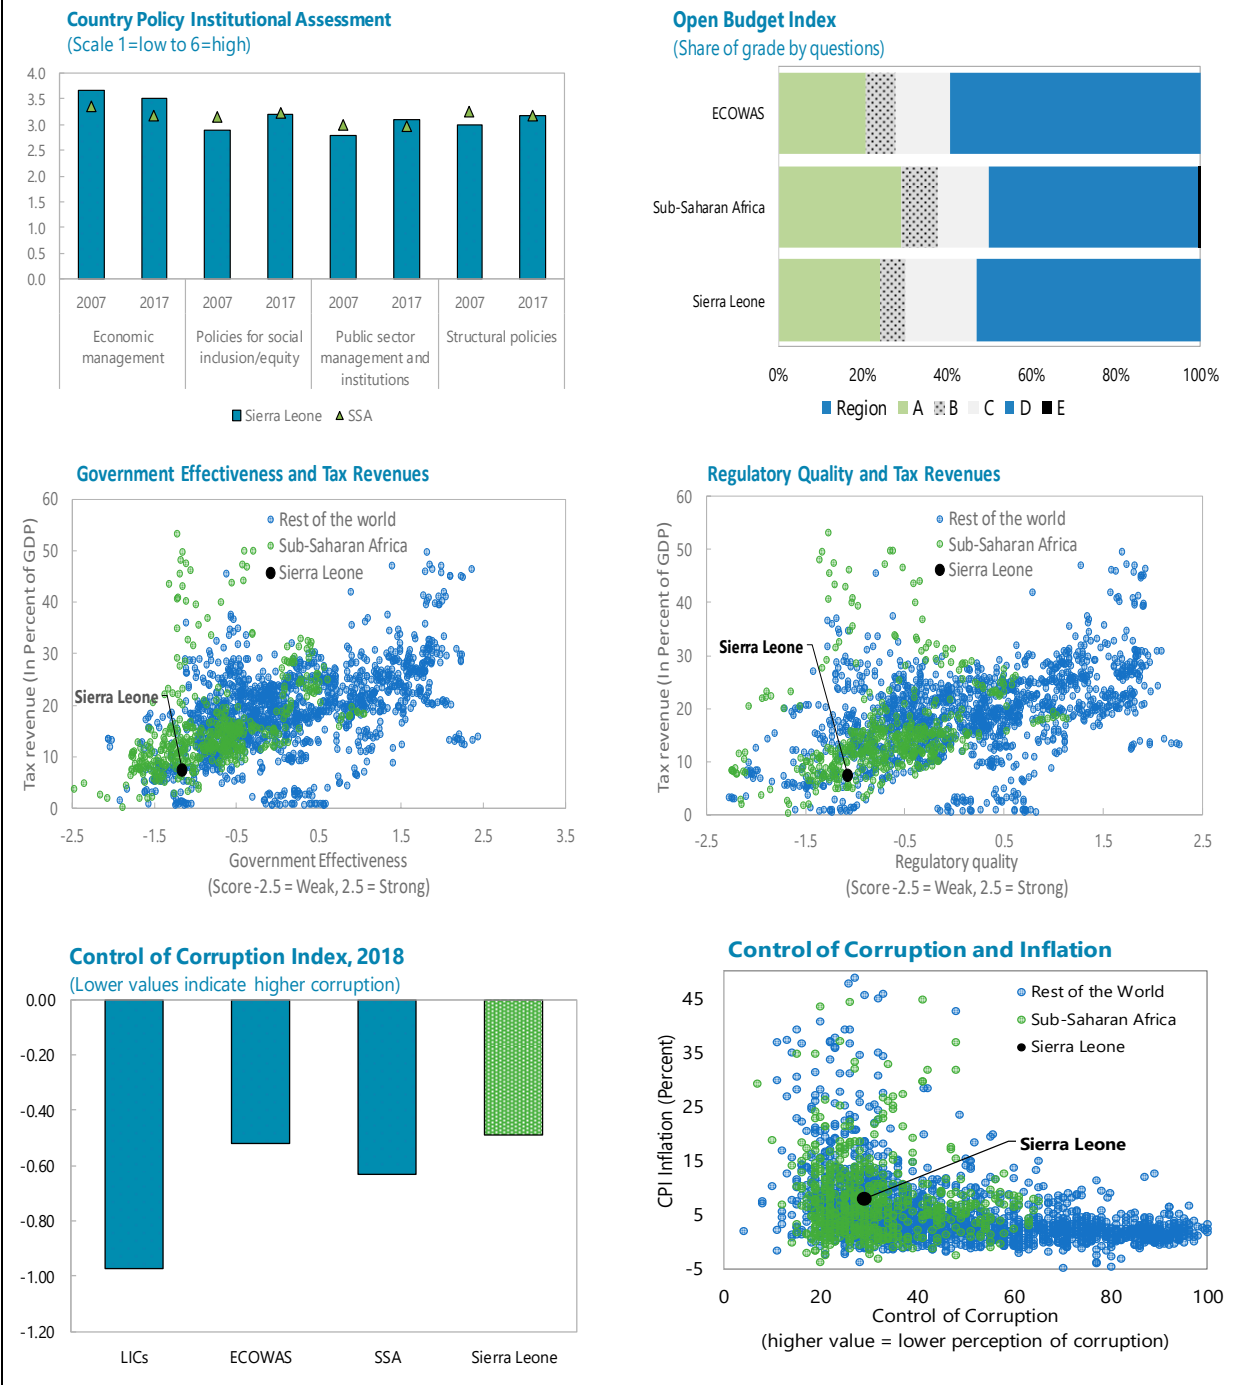 Country Policy Institutional Assessment
(Scale 1=low to 6=high)
4.0
3.5
3.0
2.5
2.0
1.5
1.0
0.5
0.0
2007 2017 2007 2017 2007 2017 2007 2017
Economic management
Policies for social inclusion/equity
Public sector management and institutions
Structural policies
Sierra Leone SSA
Open Budget Index
(Share of grade by questions)
ECOWAS
Sub-Saharan Africa
Sierra Leone
0% 20% 40% 60% 80% 100%
Region A B C D E
Government Effectiveness and Tax Revenues
Tax revenue (In Percent of GDP)
60
50
40
30
20
10
0
Rest of the world
Sub-Saharan Africa
Sierra Leone
Sierra Leone
-2.5 -1.5 -0.5 0.5 1.5 2.5 3.5
Government Effectiveness
(Score -2.5 = Weak, 2.5 = Strong)
Regulatory Quality and Tax Revenues
Tax revenue (In Percent of GDP)
60
50
40
30
20
10
0
Rest of the world
Sub-Saharan Africa
Sierra Leone
Sierra Leone
-2.5 -1.5 -0.5 0.5 1.5 2.5
Regulatory quality
(Score -2.5 = Weak, 2.5 = Strong)
Control of Corruption Index, 2018
(Lower values indicate higher corruption)
0.00
-0.20
-0.40
-0.60
-0.80
-1.00
-1.20
LICs ECOWAS SSA Sierra Leone
Control of Corruption and Inflation
CPI Inflation (Percent)
45
35
25
15
5
-5
Rest of the World
Sub-Saharan Africa
Sierra Leone
Sierra Leone
0 20 40 60 80 100
Control of Corruption
(higher value = lower perception of corruption)